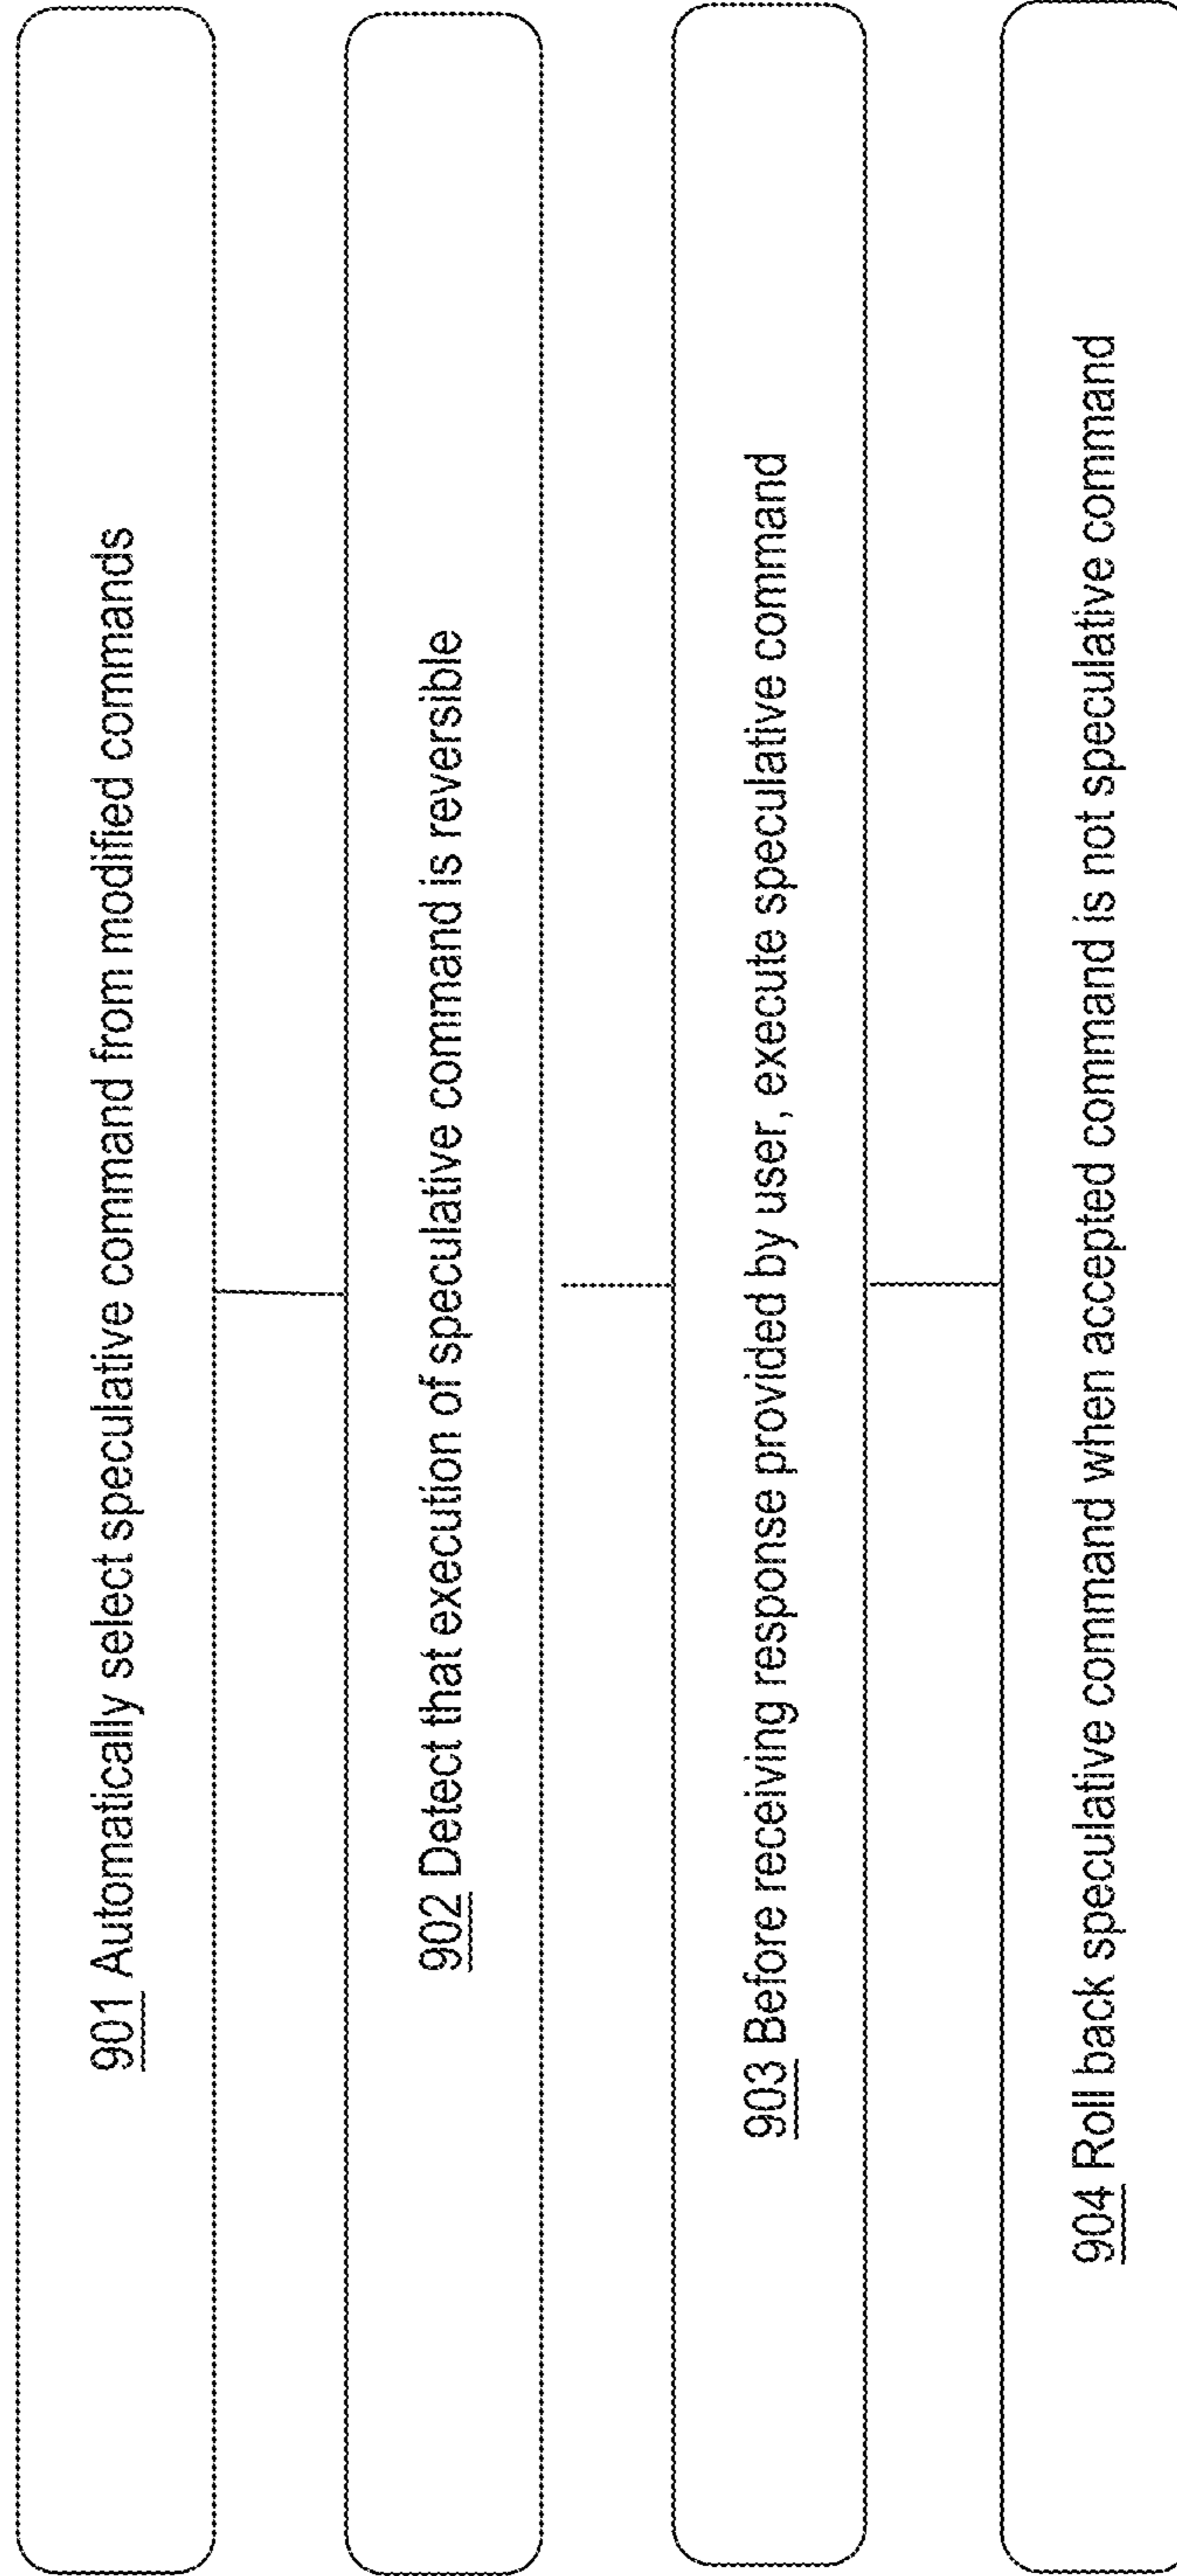 901 Automatically select speculative command from modified commands
902 Detect that execution of speculative command is reversible
903 Before receiving response provided by user, execute speculative command
904 Roll back speculative command when accepted command is not speculative command